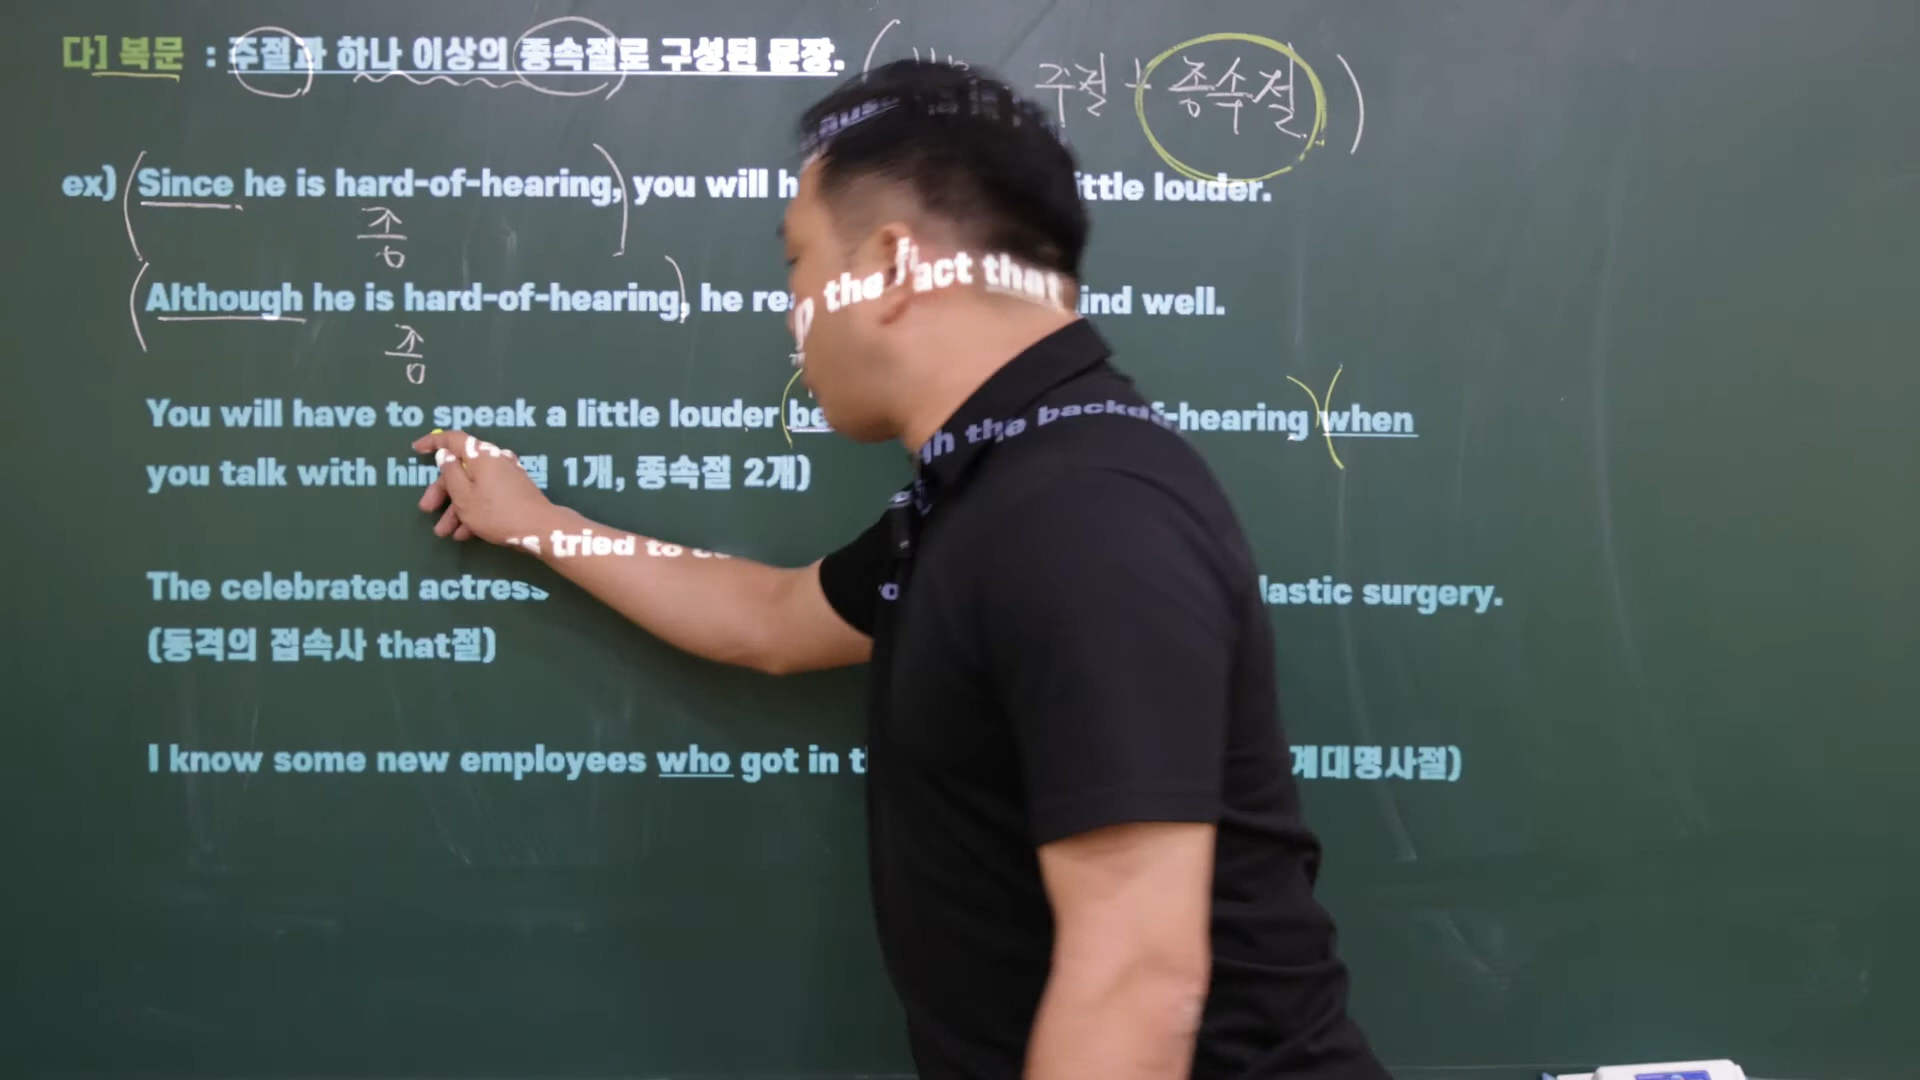 다] 복문 : 주절과 하나 이상의 종속절로 구성된 문장. ( 주절 + 종속절 )
ex) (Since he is hard-of-hearing,) you will h ittle louder.
종
(Although he is hard-of-hearing,) he re the fact that ind well.
종
You will have to speak a little louder (be f-hearing) (when
you talk with him 절 1개, 종속절 2개)
s tried to
The celebrated actress lastic surgery.
(동격의 접속사 that절)
I know some new employees who got in t 계대명사절)